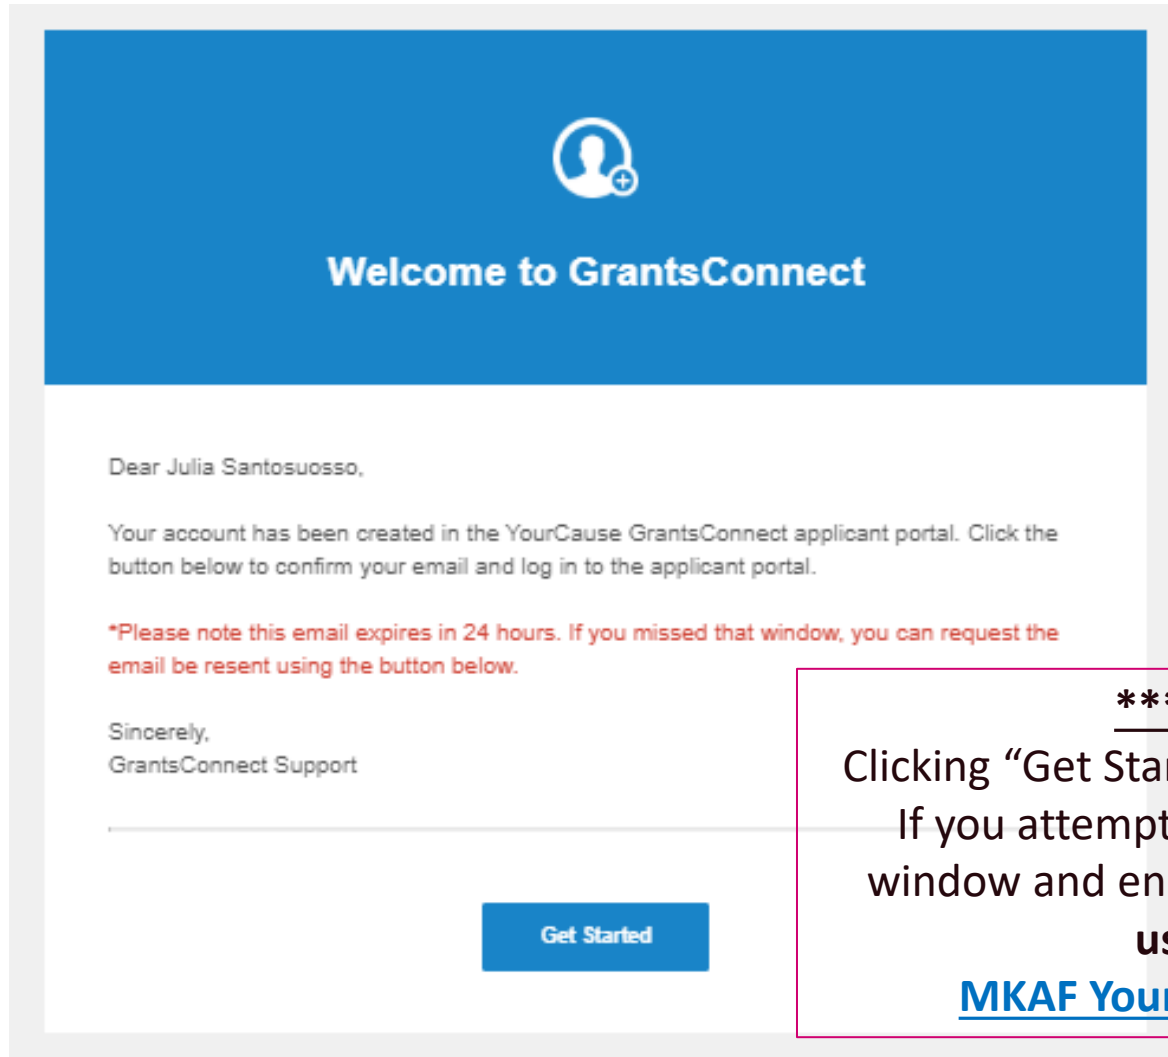 Welcome to GrantsConnect
Dear Julia Santosuosso,
Your account has been created in the YourCause GrantsConnect applicant portal. Click the
button below to confirm your email and log in to the applicant portal.
*Please note this email expires in 24 hours. If you missed that window, you can request the
email be resent using the button below.
Sincerely,
GrantsConnect Support
Get Started
***
Clicking “Get Star
If you attempt
window and en
us
MKAF Your